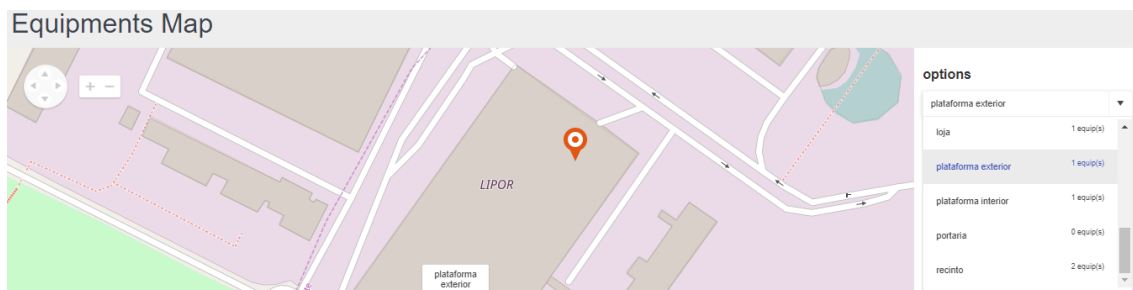 Equipments Map
+ -
LIPOR
plataforma
exterior
options
plataforma exterior
loja 1 equip(s)
plataforma exterior 1 equip(s)
plataforma interior 1 equip(s)
portaria 0 equip(s)
recinto 2 equip(s)